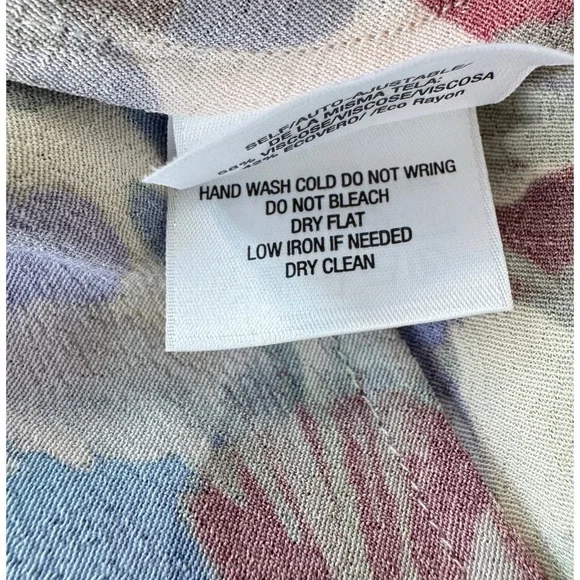 SELF/AUTO-AJUSTABLE/
DE LA MISMA TELA:
VISCOSE/VISCOSA
42% ECOVERO/ /Eco Rayon
HAND WASH COLD DO NOT WRING
DO NOT BLEACH
DRY FLAT
LOW IRON IF NEEDED
DRY CLEAN